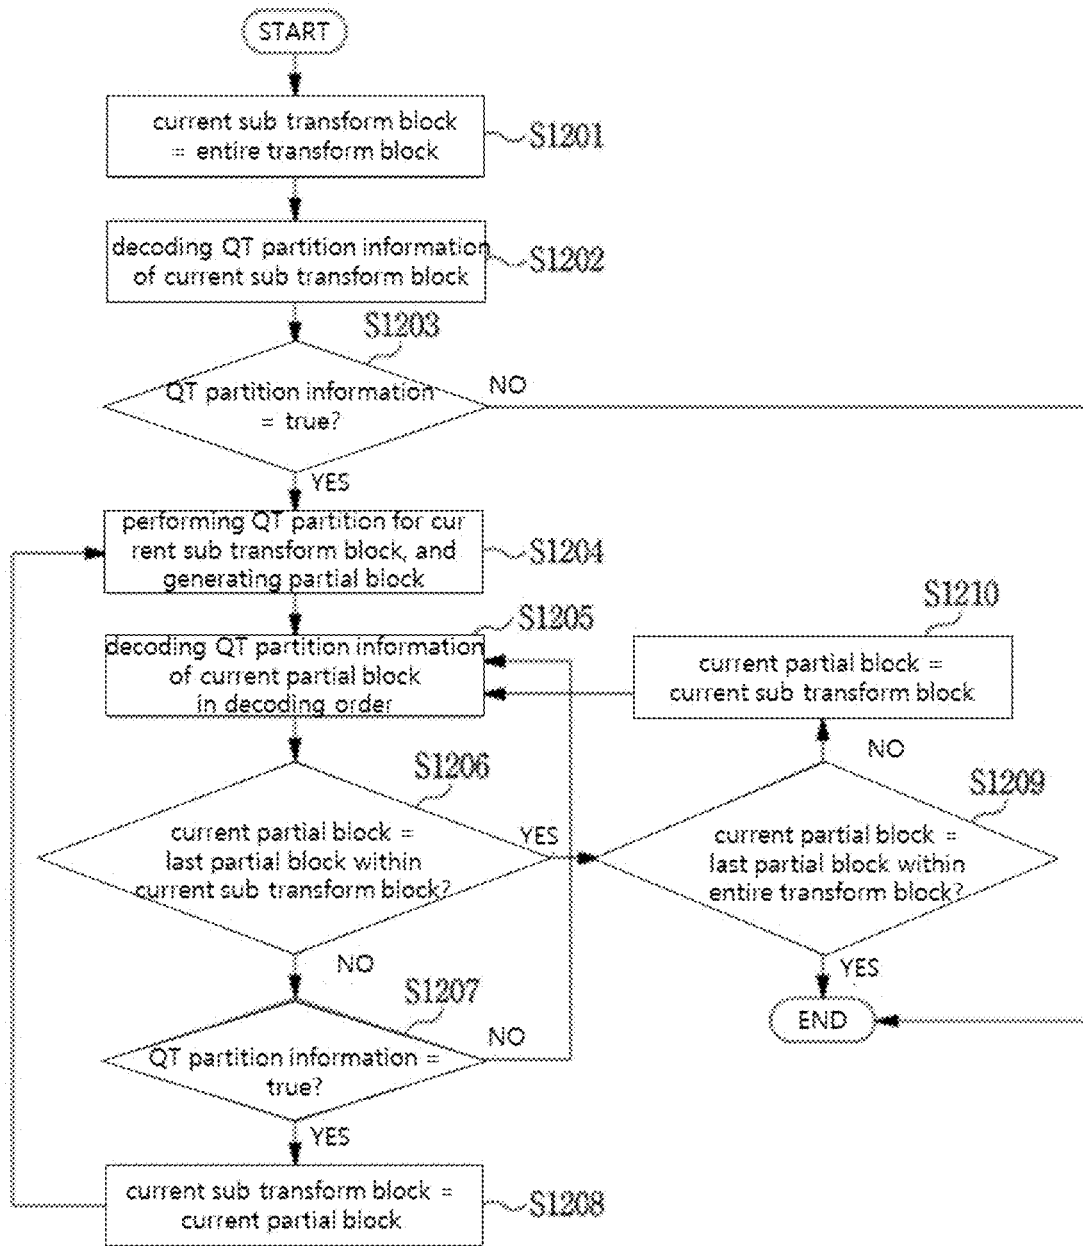 START
current sub transform block
= entire transform block
S1201
decoding QT partition information
of current sub transform block
S1202
S1203
QT partition information
= true?
NO
YES
performing QT partition for cur
rent sub transform block, and
generating partial block
S1204
S1205
decoding QT partition information
of current partial block
in decoding order
S1210
current partial block =
current sub transform block
NO
S1206
current partial block =
last partial block within
current sub transform block?
YES
S1209
current partial block =
last partial block within
entire transform block?
NO
YES
S1207
QT partition information =
true?
NO
END
YES
current sub transform block =
current partial block
S1208